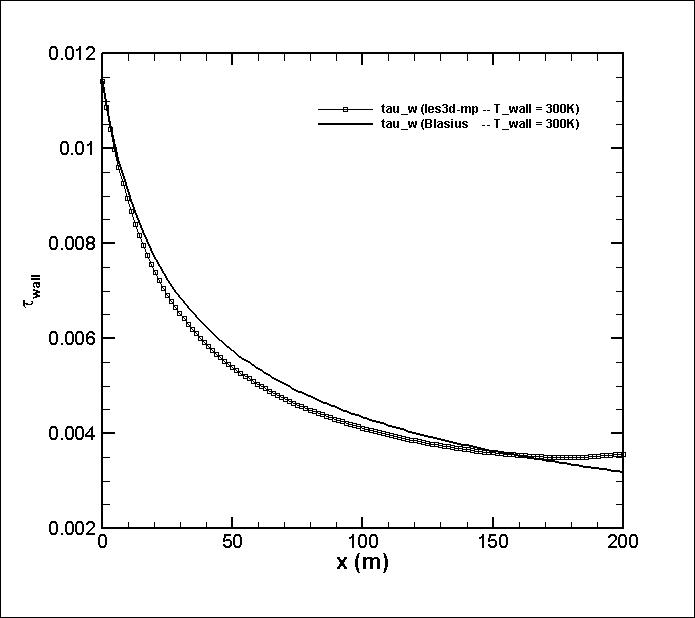 0.012
tau_w (les3d-mp -- T_wall = 300K)
tau_w (Blasius -- T_wall = 300K)
0.01
0.008
τwall
0.006
0.004
0.002
0 50 100 150 200
x (m)